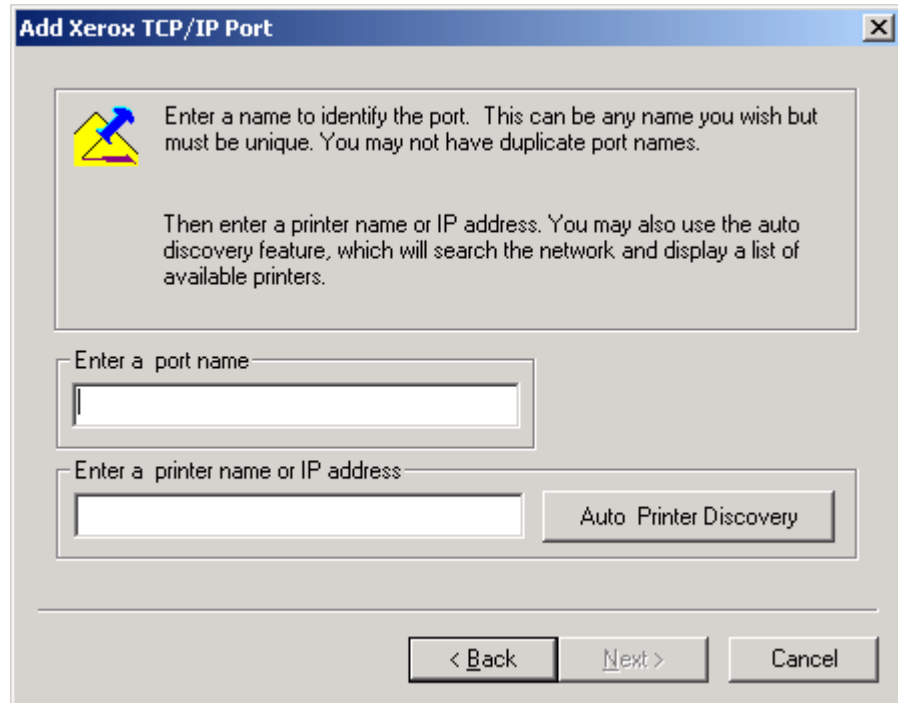 Add Xerox TCP/IP Port
Enter a name to identify the port. This can be any name you wish but
must be unique. You may not have duplicate port names.
Then enter a printer name or IP address. You may also use the auto
discovery feature, which will search the network and display a list of
available printers.
Enter a port name
Enter a printer name or IP address
Auto Printer Discovery
< Back
Next >
Cancel